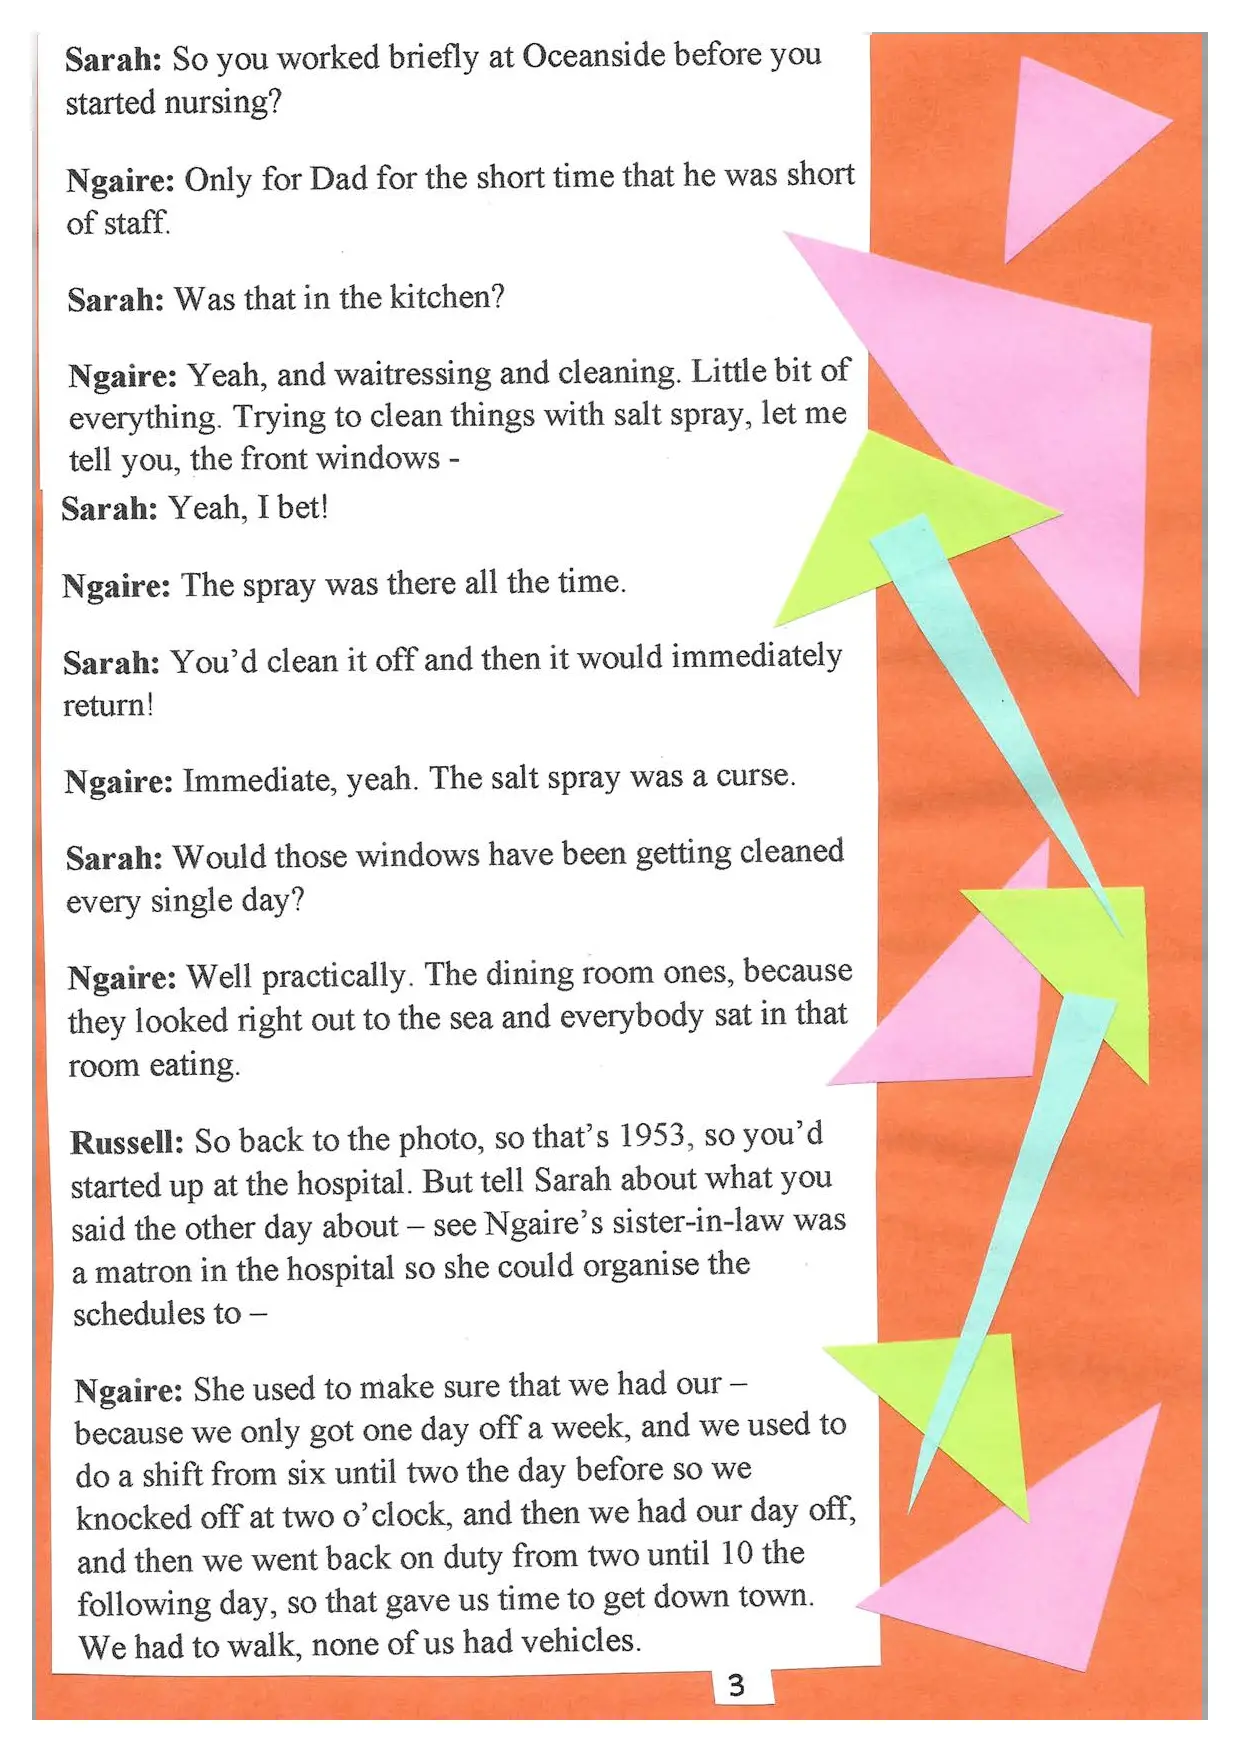 Sarah: So you worked briefly at Oceanside before you
started nursing?
Ngaire: Only for Dad for the short time that he was short
of staff.
Sarah: Was that in the kitchen?
Ngaire: Yeah, and waitressing and cleaning. Little bit of
everything. Trying to clean things with salt spray, let me
tell you, the front windows -
Sarah: Yeah, I bet!
Ngaire: The spray was there all the time.
Sarah: You’d clean it off and then it would immediately
return!
Ngaire: Immediate, yeah. The salt spray was a curse.
Sarah: Would those windows have been getting cleaned
every single day?
Ngaire: Well practically. The dining room ones, because
they looked right out to the sea and everybody sat in that
room eating.
Russell: So back to the photo, so that’s 1953, so you’d
started up at the hospital. But tell Sarah about what you
said the other day about – see Ngaire’s sister-in-law was
a matron in the hospital so she could organise the
schedules to –
Ngaire: She used to make sure that we had our –
because we only got one day off a week, and we used to
do a shift from six until two the day before so we
knocked off at two o’clock, and then we had our day off,
and then we went back on duty from two until 10 the
following day, so that gave us time to get down town.
We had to walk, none of us had vehicles.
3